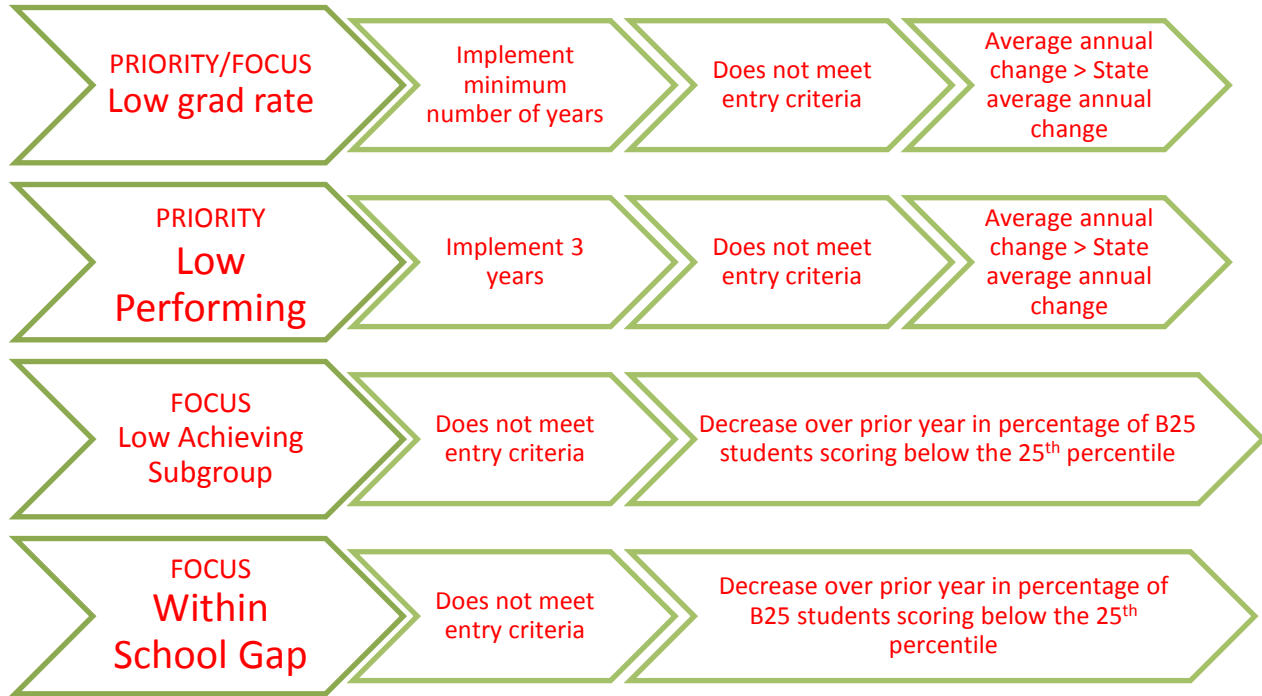 PRIORITY/FOCUS
Low grad rate
Implement
minimum
number of years
Does not meet
entry criteria
Average annual
change > State
average annual
change
PRIORITY
Low
Performing
Implement 3
years
Does not meet
entry criteria
Average annual
change > State
average annual
change
FOCUS
Low Achieving
Subgroup
Does not meet
entry criteria
Decrease over prior year in percentage of B25
students scoring below the 25th percentile
FOCUS
Within
School Gap
Does not meet
entry criteria
Decrease over prior year in percentage of
B25 students scoring below the 25th
percentile